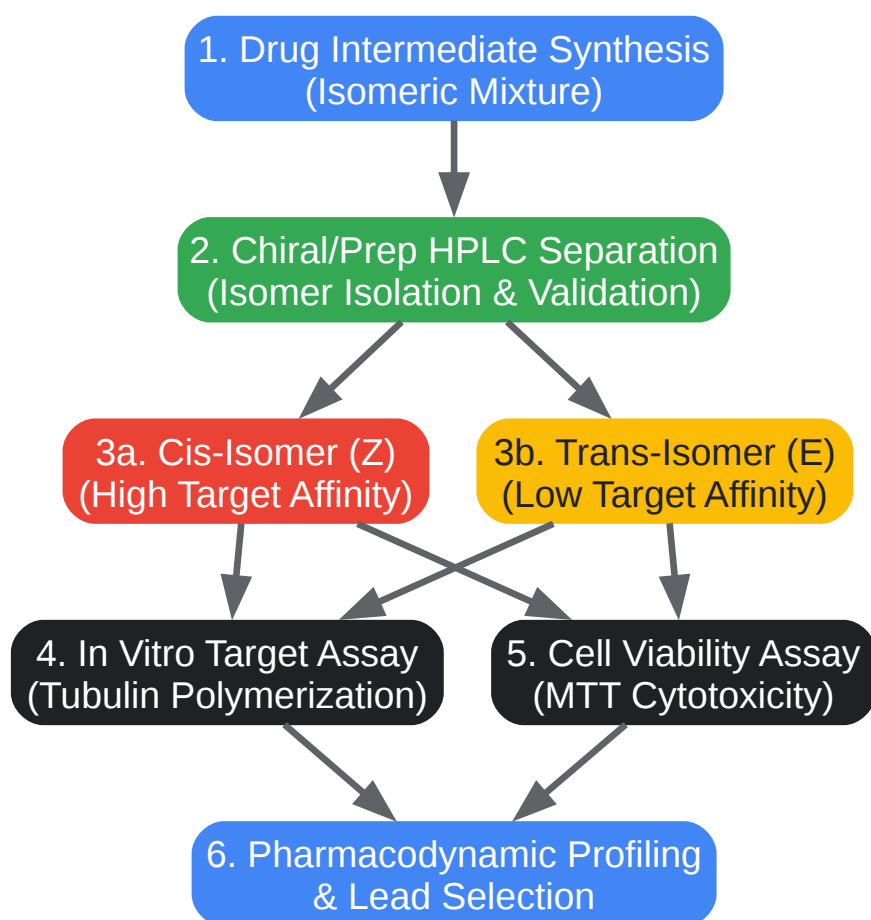 1. Drug Intermediate Synthesis
(Isomeric Mixture)
2. Chiral/Prep HPLC Separation
(Isomer Isolation & Validation)
3a. Cis-Isomer (Z)
(High Target Affinity)
3b. Trans-Isomer (E)
(Low Target Affinity)
4. In Vitro Target Assay
(Tubulin Polymerization)
5. Cell Viability Assay
(MTT Cytotoxicity)
6. Pharmacodynamic Profiling
& Lead Selection